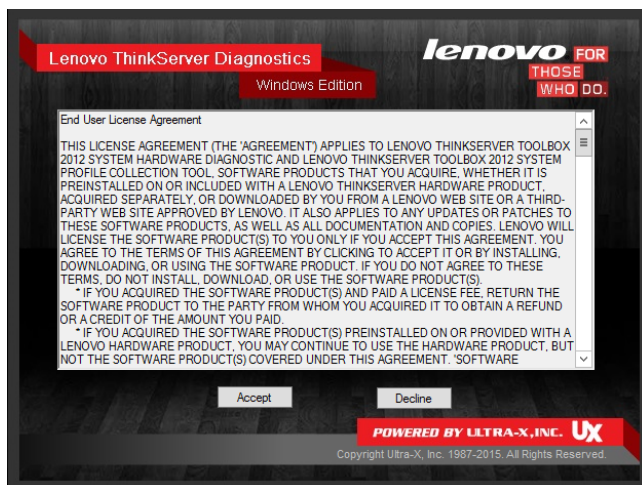 Lenovo ThinkServer Diagnostics
Windows Edition
lenovo FOR
THOSE
WHO DO.
End User License Agreement
THIS LICENSE AGREEMENT (THE 'AGREEMENT') APPLIES TO LENOVO THINKSERVER TOOLBOX
2012 SYSTEM HARDWARE DIAGNOSTIC AND LENOVO THINKSERVER TOOLBOX 2012 SYSTEM
PROFILE COLLECTION TOOL, SOFTWARE PRODUCTS THAT YOU ACQUIRE, WHETHER IT IS
PREINSTALLED ON OR INCLUDED WITH A LENOVO THINKSERVER HARDWARE PRODUCT,
ACQUIRED SEPARATELY, OR DOWNLOADED BY YOU FROM A LENOVO WEB SITE OR A THIRD-
PARTY WEB SITE APPROVED BY LENOVO. IT ALSO APPLIES TO ANY UPDATES OR PATCHES TO
THESE SOFTWARE PRODUCTS, AS WELL AS ALL DOCUMENTATION AND COPIES. LENOVO WILL
LICENSE THE SOFTWARE PRODUCT(S) TO YOU ONLY IF YOU ACCEPT THIS AGREEMENT. YOU
AGREE TO THE TERMS OF THIS AGREEMENT BY CLICKING TO ACCEPT IT OR BY INSTALLING,
DOWNLOADING, OR USING THE SOFTWARE PRODUCT. IF YOU DO NOT AGREE TO THESE
TERMS, DO NOT INSTALL, DOWNLOAD, OR USE THE SOFTWARE PRODUCT(S).
* IF YOU ACQUIRED THE SOFTWARE PRODUCT(S) AND PAID A LICENSE FEE, RETURN THE
SOFTWARE PRODUCT TO THE PARTY FROM WHOM YOU ACQUIRED IT TO OBTAIN A REFUND
OR A CREDIT OF THE AMOUNT YOU PAID.
* IF YOU ACQUIRED THE SOFTWARE PRODUCT(S) PREINSTALLED ON OR PROVIDED WITH A
LENOVO HARDWARE PRODUCT, YOU MAY CONTINUE TO USE THE HARDWARE PRODUCT, BUT
NOT THE SOFTWARE PRODUCT(S) COVERED UNDER THIS AGREEMENT. 'SOFTWARE
Accept Decline
POWERED BY ULTRA-X, INC. UX
Copyright Ultra-X, Inc. 1987-2015. All Rights Reserved.